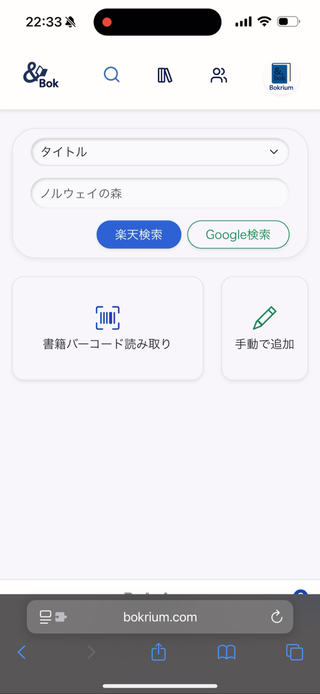 22:33
&Bok
&
Bok
Bokrium
タイトル
ノルウェイの森
楽天検索
Google検索
書籍バーコード読み取り
手動で追加
bokrium.com